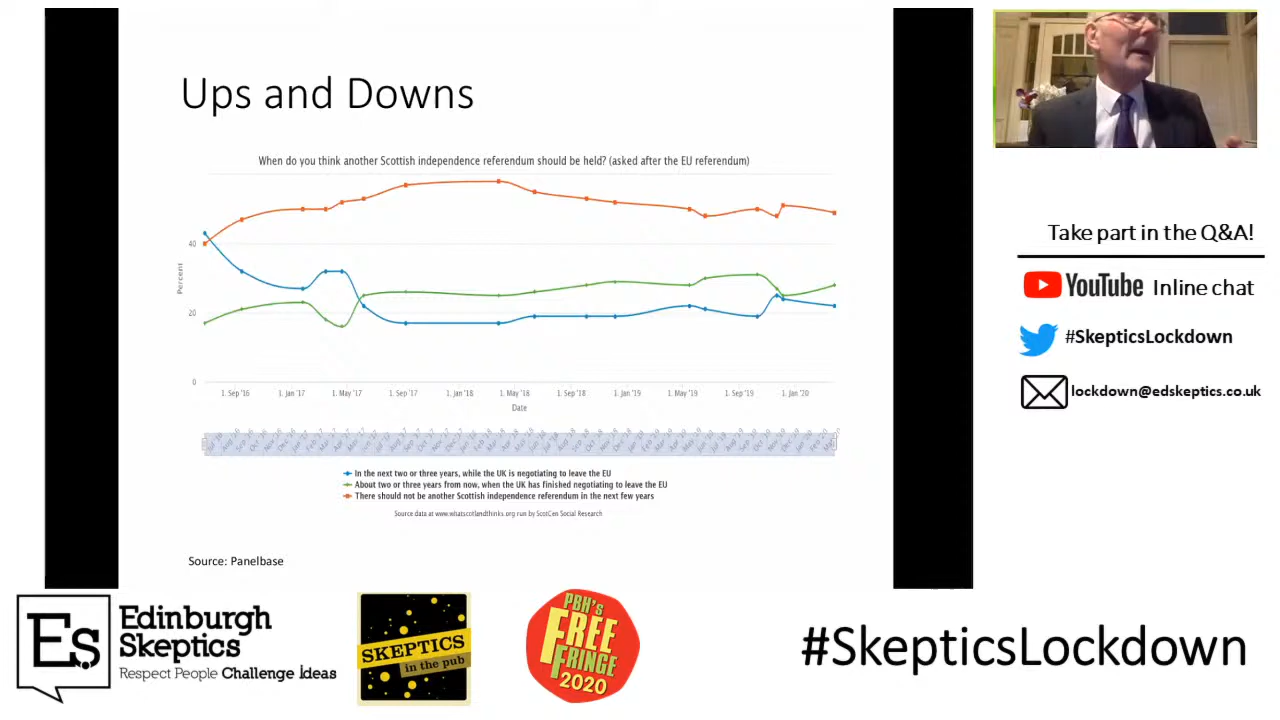 Ups and Downs
When do you think another Scottish independence referendum should be held? (asked after the EU referendum)
Percent
40
20
0
1. Sep '16
1. Jan '17
1. May '17
1. Sep '17
1. Jan '18
1. May '18
1. Sep '18
1. Jan '19
1. May '19
1. Sep '19
1. Jan '20
Date
In the next two or three years, while the UK is negotiating to leave the EU
About two or three years from now, when the UK has finished negotiating to leave the EU
There should not be another Scottish independence referendum in the next few years
Source data at www.whatscotlandthinks.org run by ScotCen Social Research
Source: Panelbase
Take part in the Q&A!
YouTube Inline chat
#SkepticsLockdown
lockdown@edskeptics.co.uk
Es
Edinburgh
Skeptics
Respect People Challenge Ideas
SKEPTICS
in the pub
PBH's
FREE
FRINGE
2020
#SkepticsLockdown